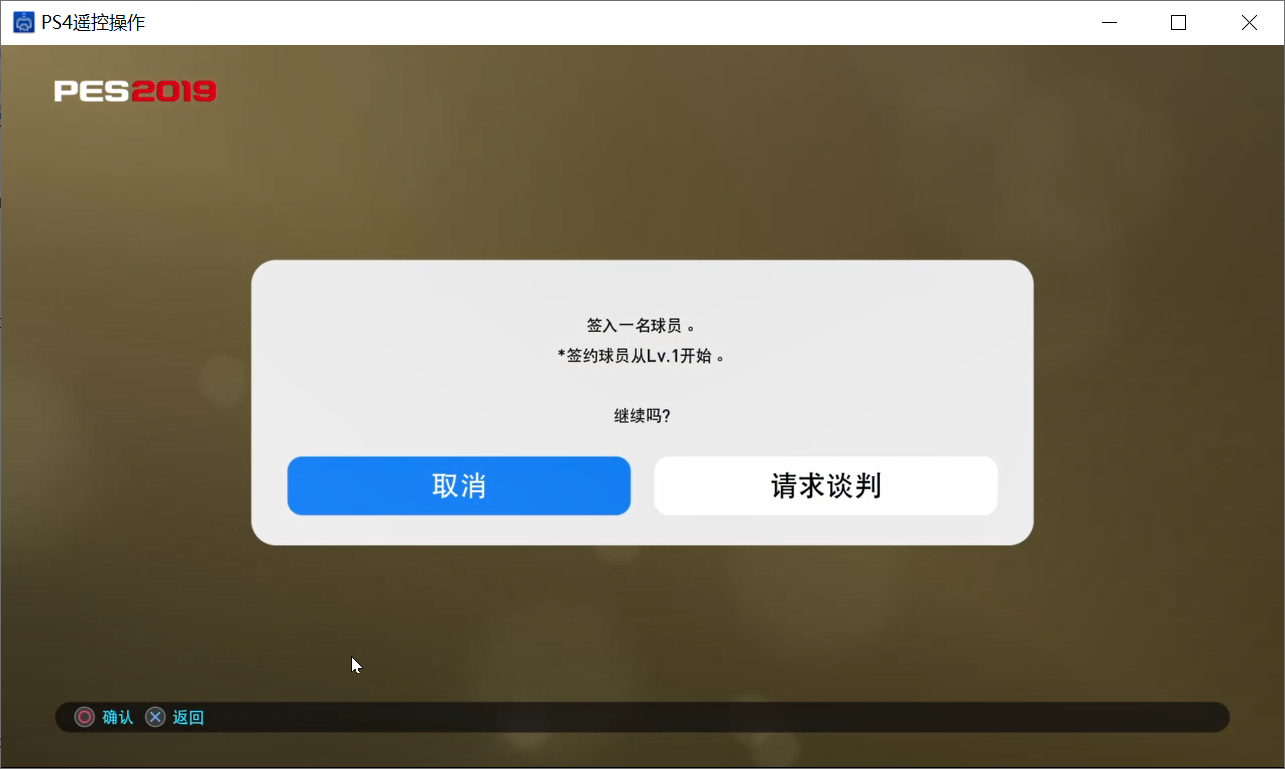 PS4遥控操作
PES2019
签入一名球员。
*签约球员从Lv.1开始。
继续吗?
取消
请求谈判
确认 返回